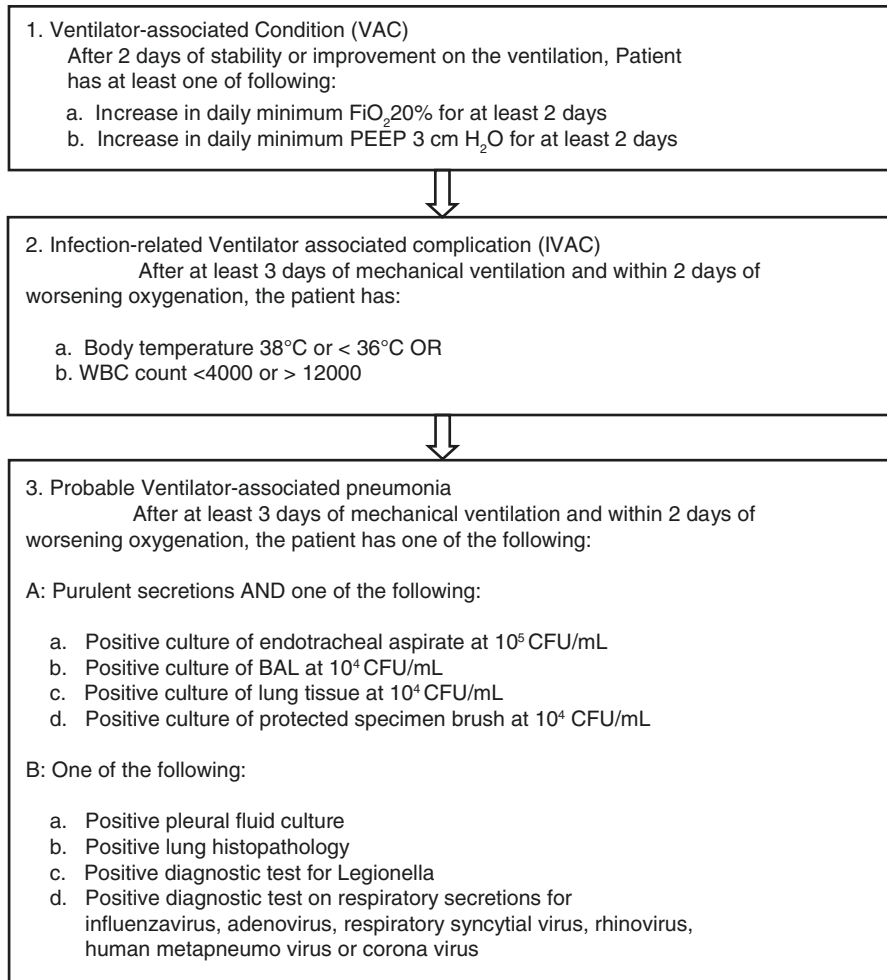 1. Ventilator-associated Condition (VAC)
After 2 days of stability or improvement on the ventilation, Patient
has at least one of following:
a. Increase in daily minimum FiO₂20% for at least 2 days
b. Increase in daily minimum PEEP 3 cm H₂O for at least 2 days
2. Infection-related Ventilator associated complication (IVAC)
After at least 3 days of mechanical ventilation and within 2 days of
worsening oxygenation, the patient has:
a. Body temperature 38°C or < 36°C OR
b. WBC count <4000 or > 12000
3. Probable Ventilator-associated pneumonia
After at least 3 days of mechanical ventilation and within 2 days of
worsening oxygenation, the patient has one of the following:
A: Purulent secretions AND one of the following:
a. Positive culture of endotracheal aspirate at 10⁵ CFU/mL
b. Positive culture of BAL at 10⁴ CFU/mL
c. Positive culture of lung tissue at 10⁴ CFU/mL
d. Positive culture of protected specimen brush at 10⁴ CFU/mL
B: One of the following:
a. Positive pleural fluid culture
b. Positive lung histopathology
c. Positive diagnostic test for Legionella
d. Positive diagnostic test on respiratory secretions for
influenzavirus, adenovirus, respiratory syncytial virus, rhinovirus,
human metapneumo virus or corona virus